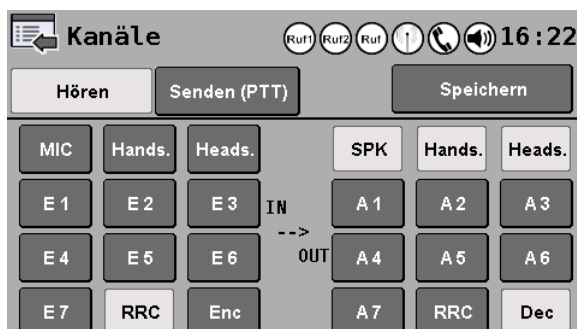 Kanäle Ruf1 Ruf2 Ruf 16:22
Hören Senden (PTT) Speichern
MIC Hands. Heads. SPK Hands. Heads.
E 1 E 2 E 3 IN A 1 A 2 A 3
-->
E 4 E 5 E 6 OUT A 4 A 5 A 6
E 7 RRC Enc A 7 RRC Dec